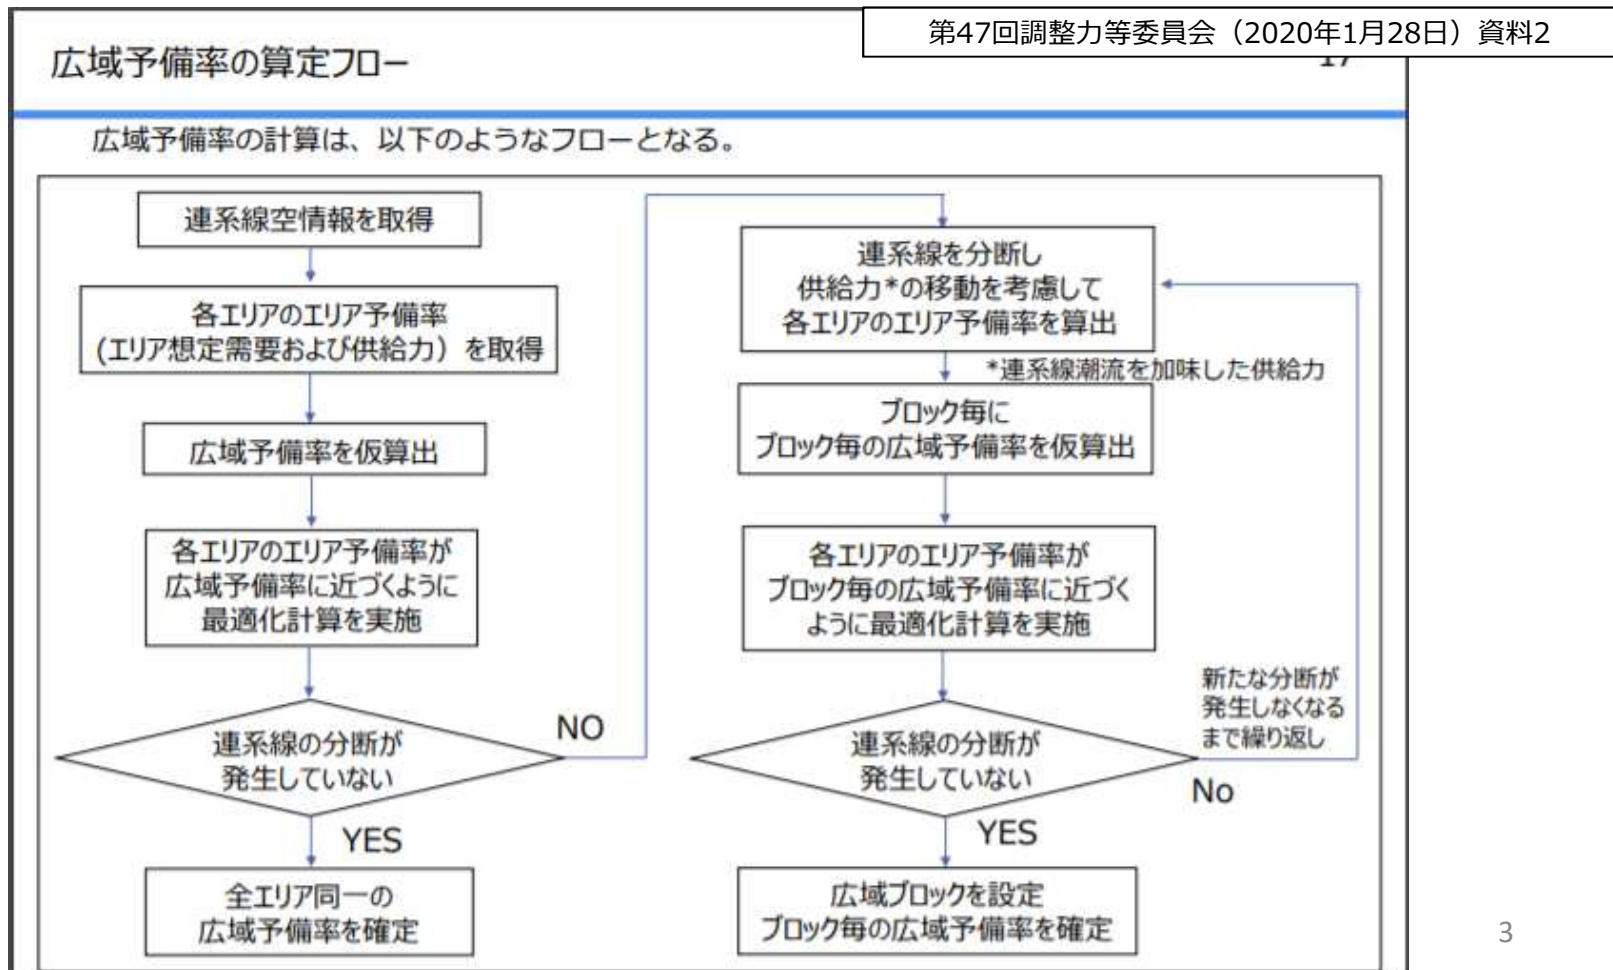 第47回調整力等委員会（2020年1月28日）資料2
広域予備率の算定フロー
17
広域予備率の計算は、以下のようなフローとなる。
連系線空情報を取得
各エリアのエリア予備率
(エリア想定需要および供給力）を取得
広域予備率を仮算出
各エリアのエリア予備率が
広域予備率に近づくように
最適化計算を実施
連系線の分断が
発生していない
NO
YES
全エリア同一の
広域予備率を確定
連系線を分断し
供給力*の移動を考慮して
各エリアのエリア予備率を算出
*連系線潮流を加味した供給力
ブロック毎に
ブロック毎の広域予備率を仮算出
各エリアのエリア予備率が
ブロック毎の広域予備率に近づく
ように最適化計算を実施
新たな分断が
発生しなくなる
まで繰り返し
連系線の分断が
発生していない
No
YES
広域ブロックを設定
ブロック毎の広域予備率を確定
3